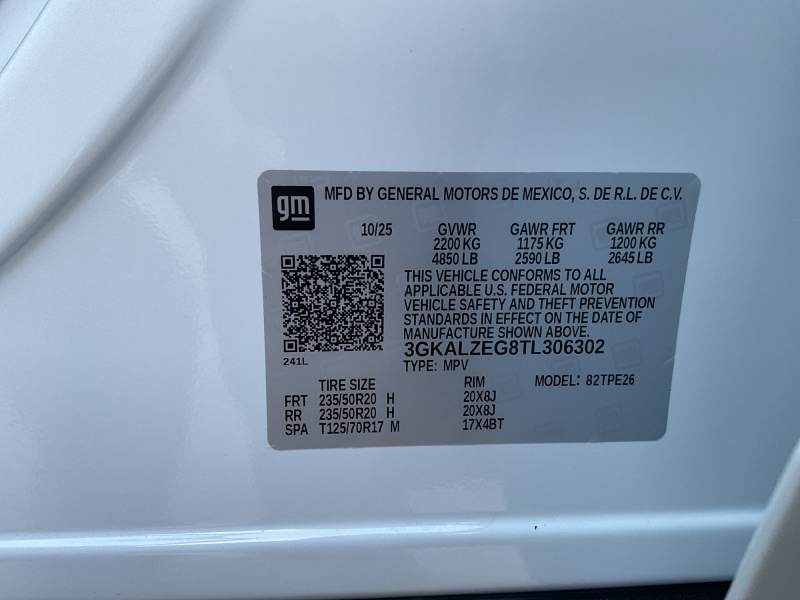 gm MFD BY GENERAL MOTORS DE MEXICO, S. DE R.L. DE C.V.
10/25 GVWR GAWR FRT GAWR RR
2200 KG 1175 KG 1200 KG
4850 LB 2590 LB 2645 LB
THIS VEHICLE CONFORMS TO ALL
APPLICABLE U.S. FEDERAL MOTOR
VEHICLE SAFETY AND THEFT PREVENTION
STANDARDS IN EFFECT ON THE DATE OF
MANUFACTURE SHOWN ABOVE.
3GKALZEG8TL306302
241L
TYPE: MPV
TIRE SIZE RIM MODEL: 82TPE26
FRT 235/50R20 H 20X8J
RR 235/50R20 H 20X8J
SPA T125/70R17 M 17X4BT